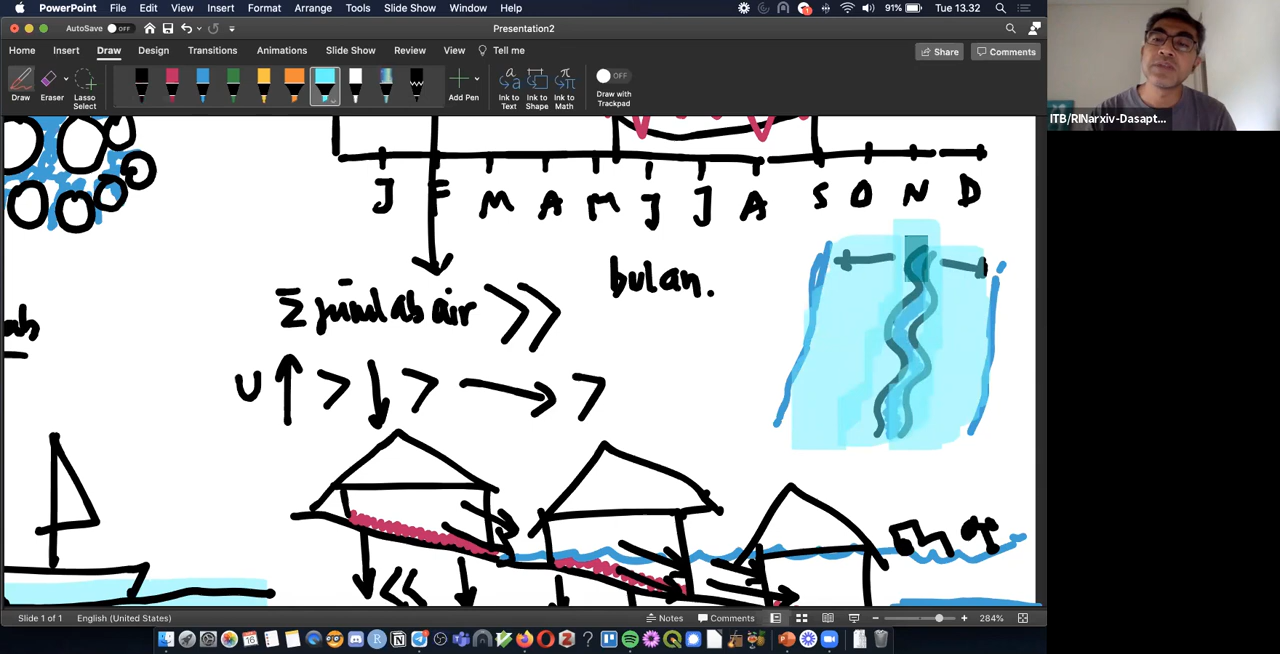 PowerPoint File Edit View Insert Format Arrange Tools Slide Show Window Help 91% Tue 13.32
AutoSave OFF Presentation2
Home Insert Draw Design Transitions Animations Slide Show Review View Tell me Share Comments
Draw Eraser Lasso Select Add Pen Ink to Text Ink to Shape Ink to Math OFF Draw with Trackpad
ITB/RINarxiv-Dasapt...
J F M A M J J A S O N D
bulan.
Σ jumlah air >>
U ↑ > ↓ > → >
<<
Slide 1 of 1 English (United States) Notes Comments 284%